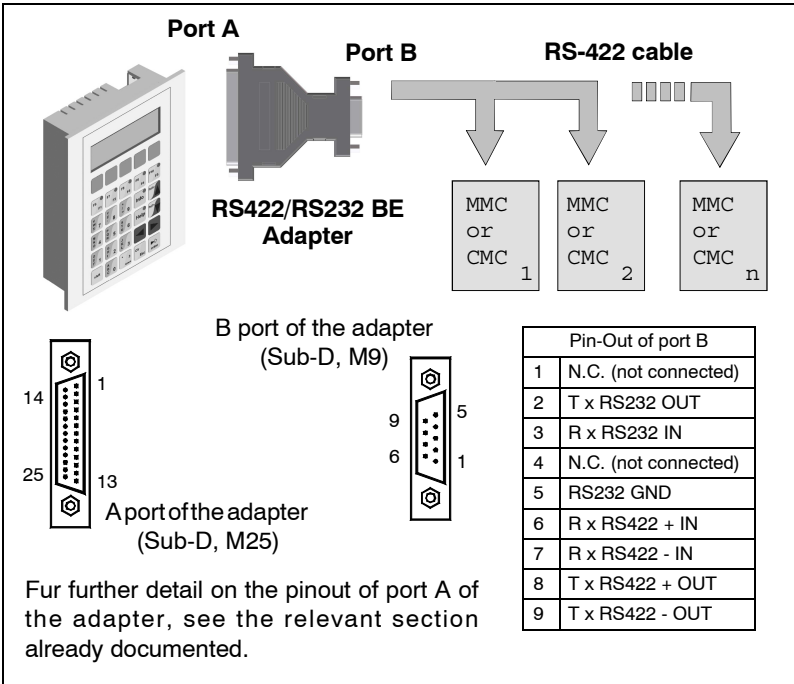 Port A
Port B
RS-422 cable
RS422/RS232 BE
Adapter
MMC
or
CMC
1
MMC
or
CMC
2
MMC
or
CMC
n
B port of the adapter
(Sub-D, M9)
14
1
25
13
9
5
6
1
A port of the adapter
(Sub-D, M25)
Pin-Out of port B
1 N.C. (not connected)
2 T x RS232 OUT
3 R x RS232 IN
4 N.C. (not connected)
5 RS232 GND
6 R x RS422 + IN
7 R x RS422 - IN
8 T x RS422 + OUT
9 T x RS422 - OUT
Fur further detail on the pinout of port A of
the adapter, see the relevant section
already documented.